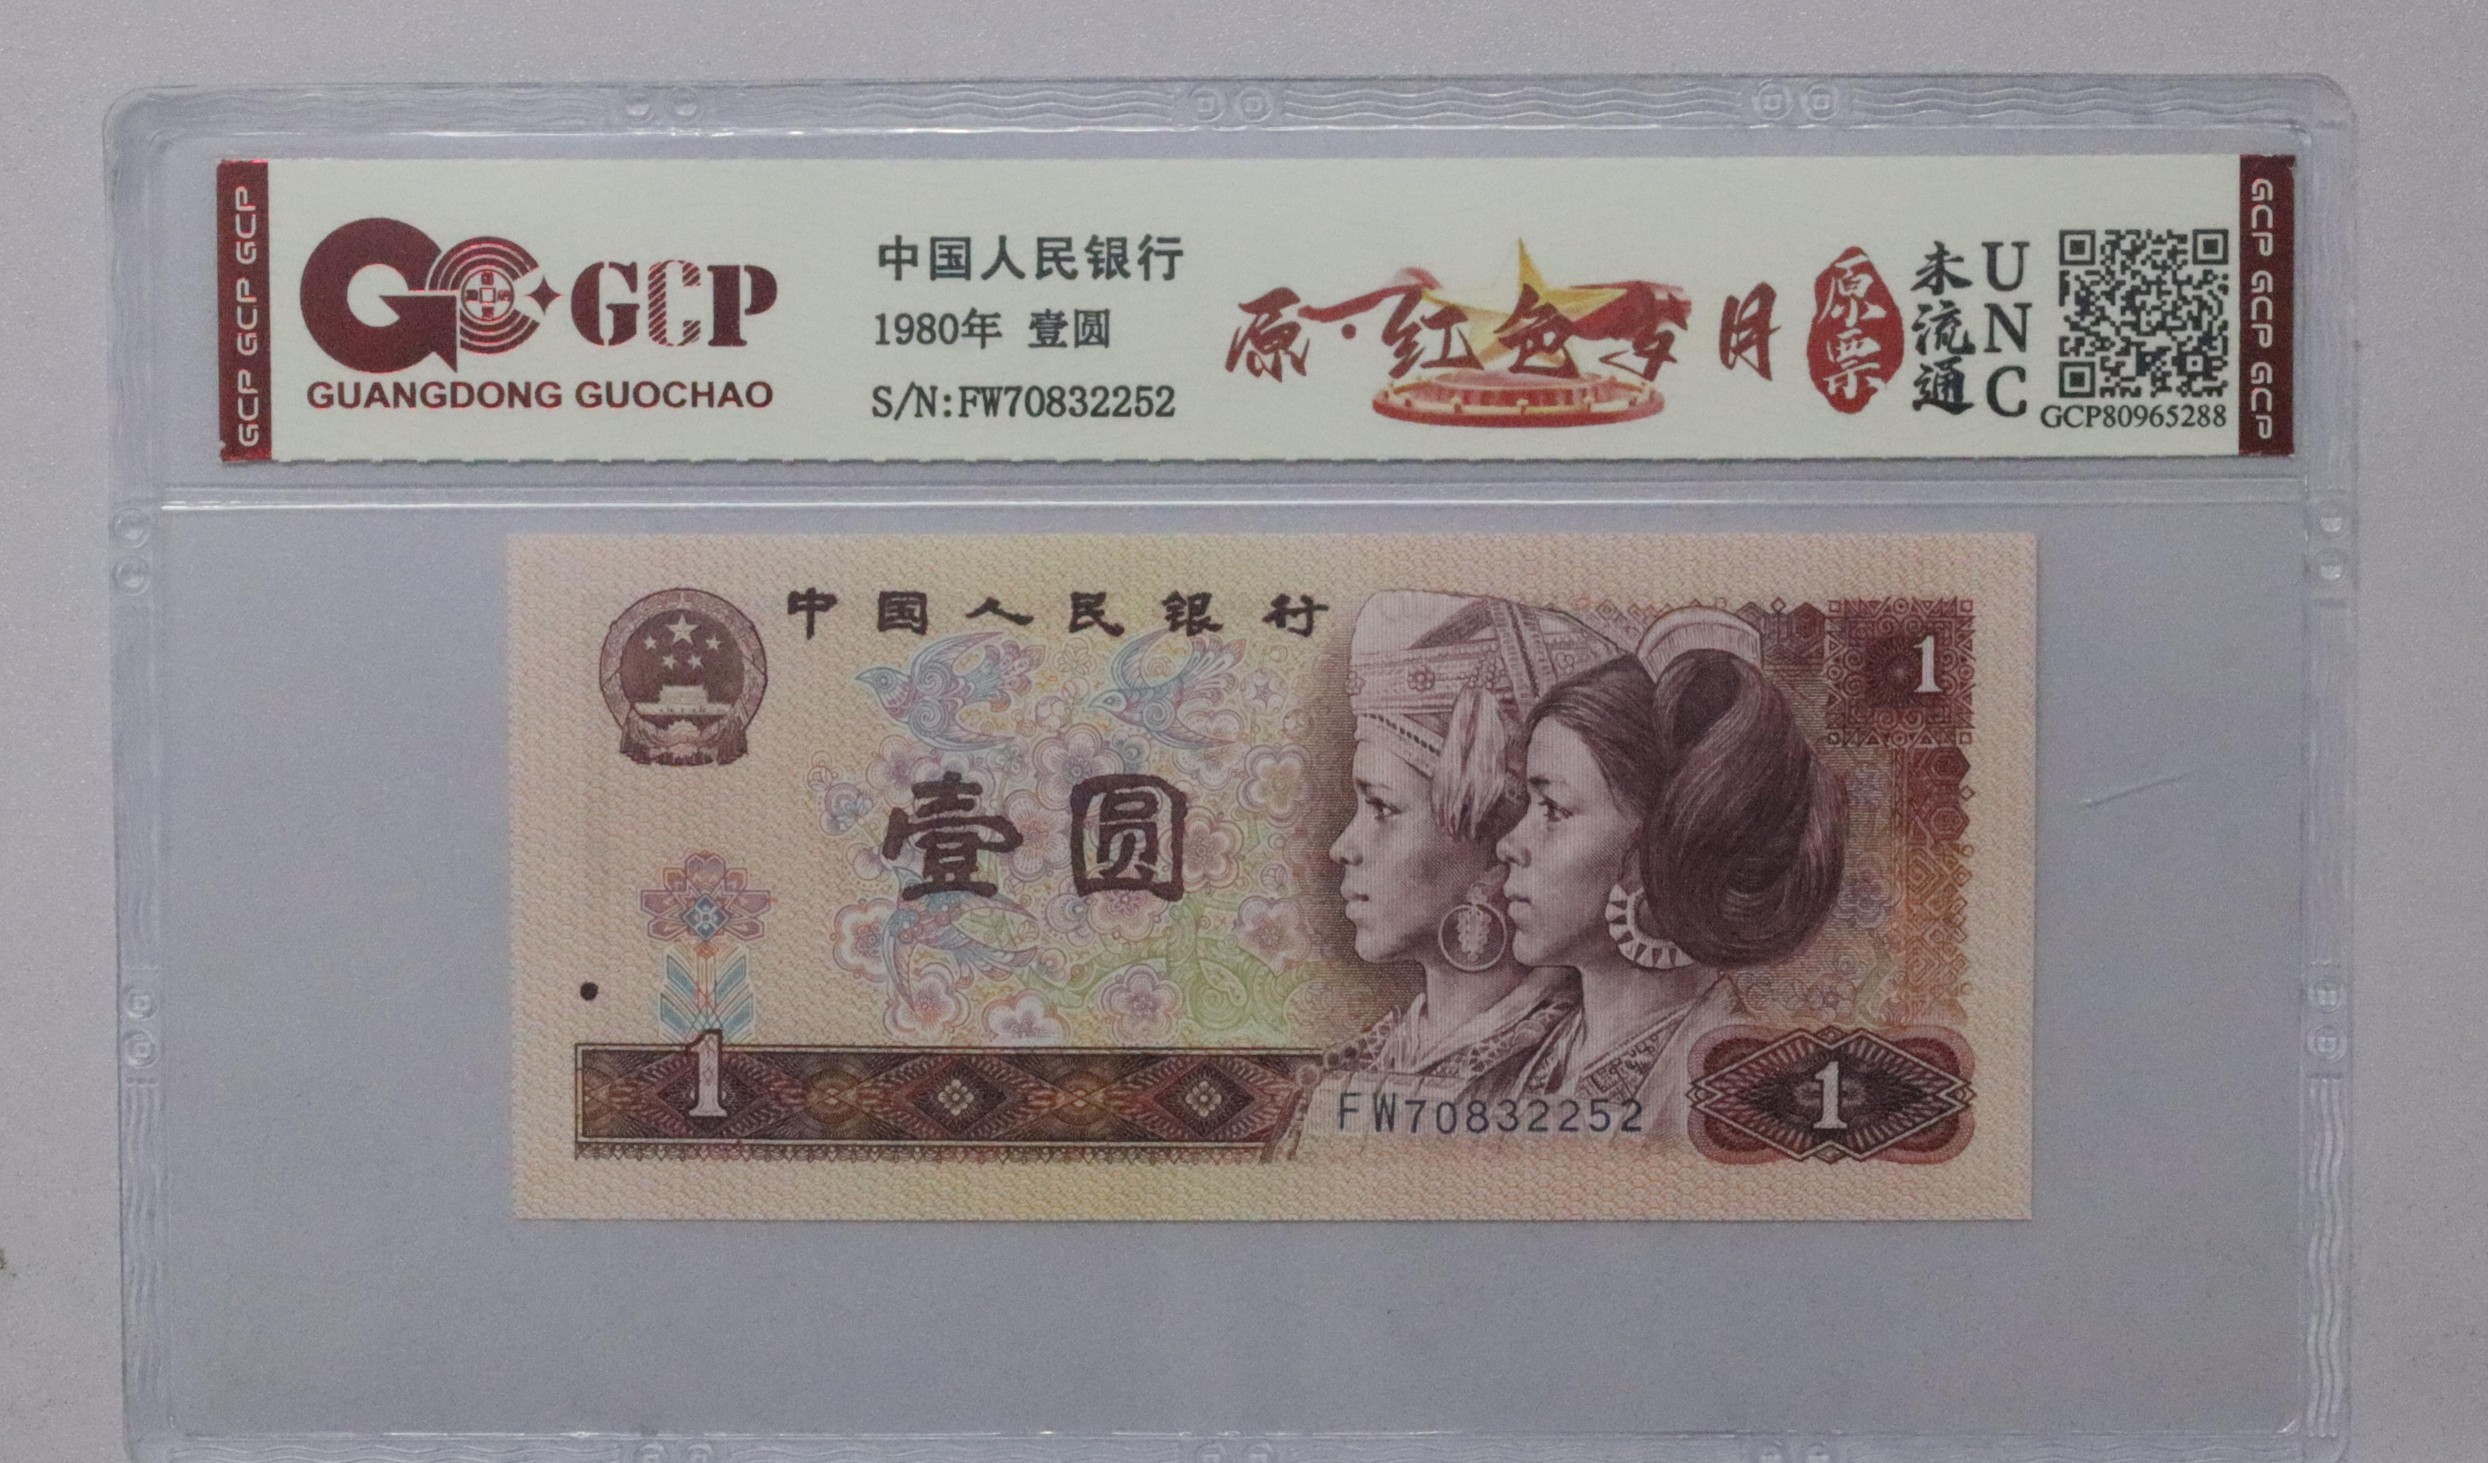 GCP GCP GCP
GCP
GUANGDONG GUOCHAO
中国人民银行
1980年 壹圆
S/N:FW70832252
原·红色岁月
原票
未流通
UNC
GCP80965288
GCP GCP GCP
中国人民银行
1
壹圆
1
FW70832252
1